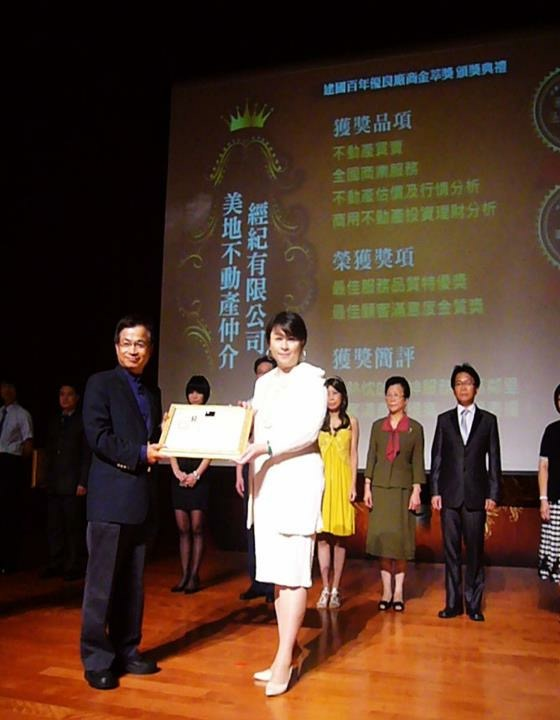 建國百年優良廠商金萃獎 頒獎典禮
美地不動產仲介
經紀有限公司
獲獎品項
不動產買賣
全國商業服務
不動產估價及行情分析
商用不動產投資理財分析
榮獲獎項
最佳服務品質特優獎
最佳顧客滿意度金質獎
獲獎簡評